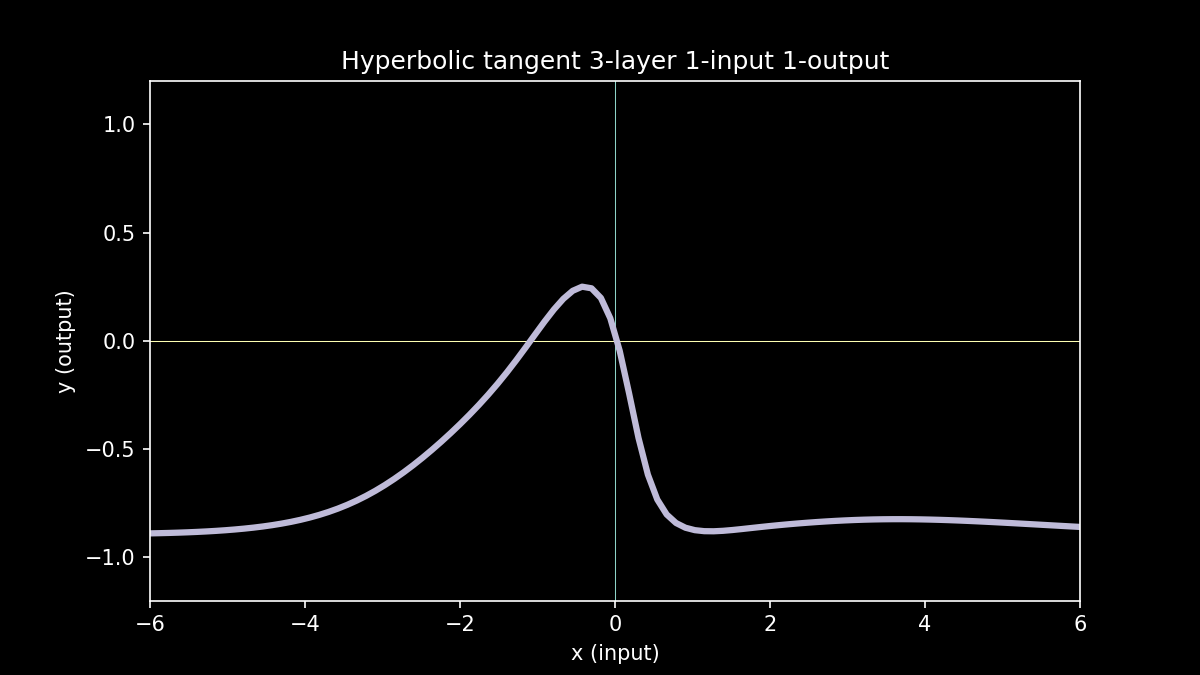 Hyperbolic tangent 3-layer 1-input 1-output
1.0
0.5
0.0
−0.5
−1.0
y (output)
−6 −4 −2 0 2 4 6
x (input)